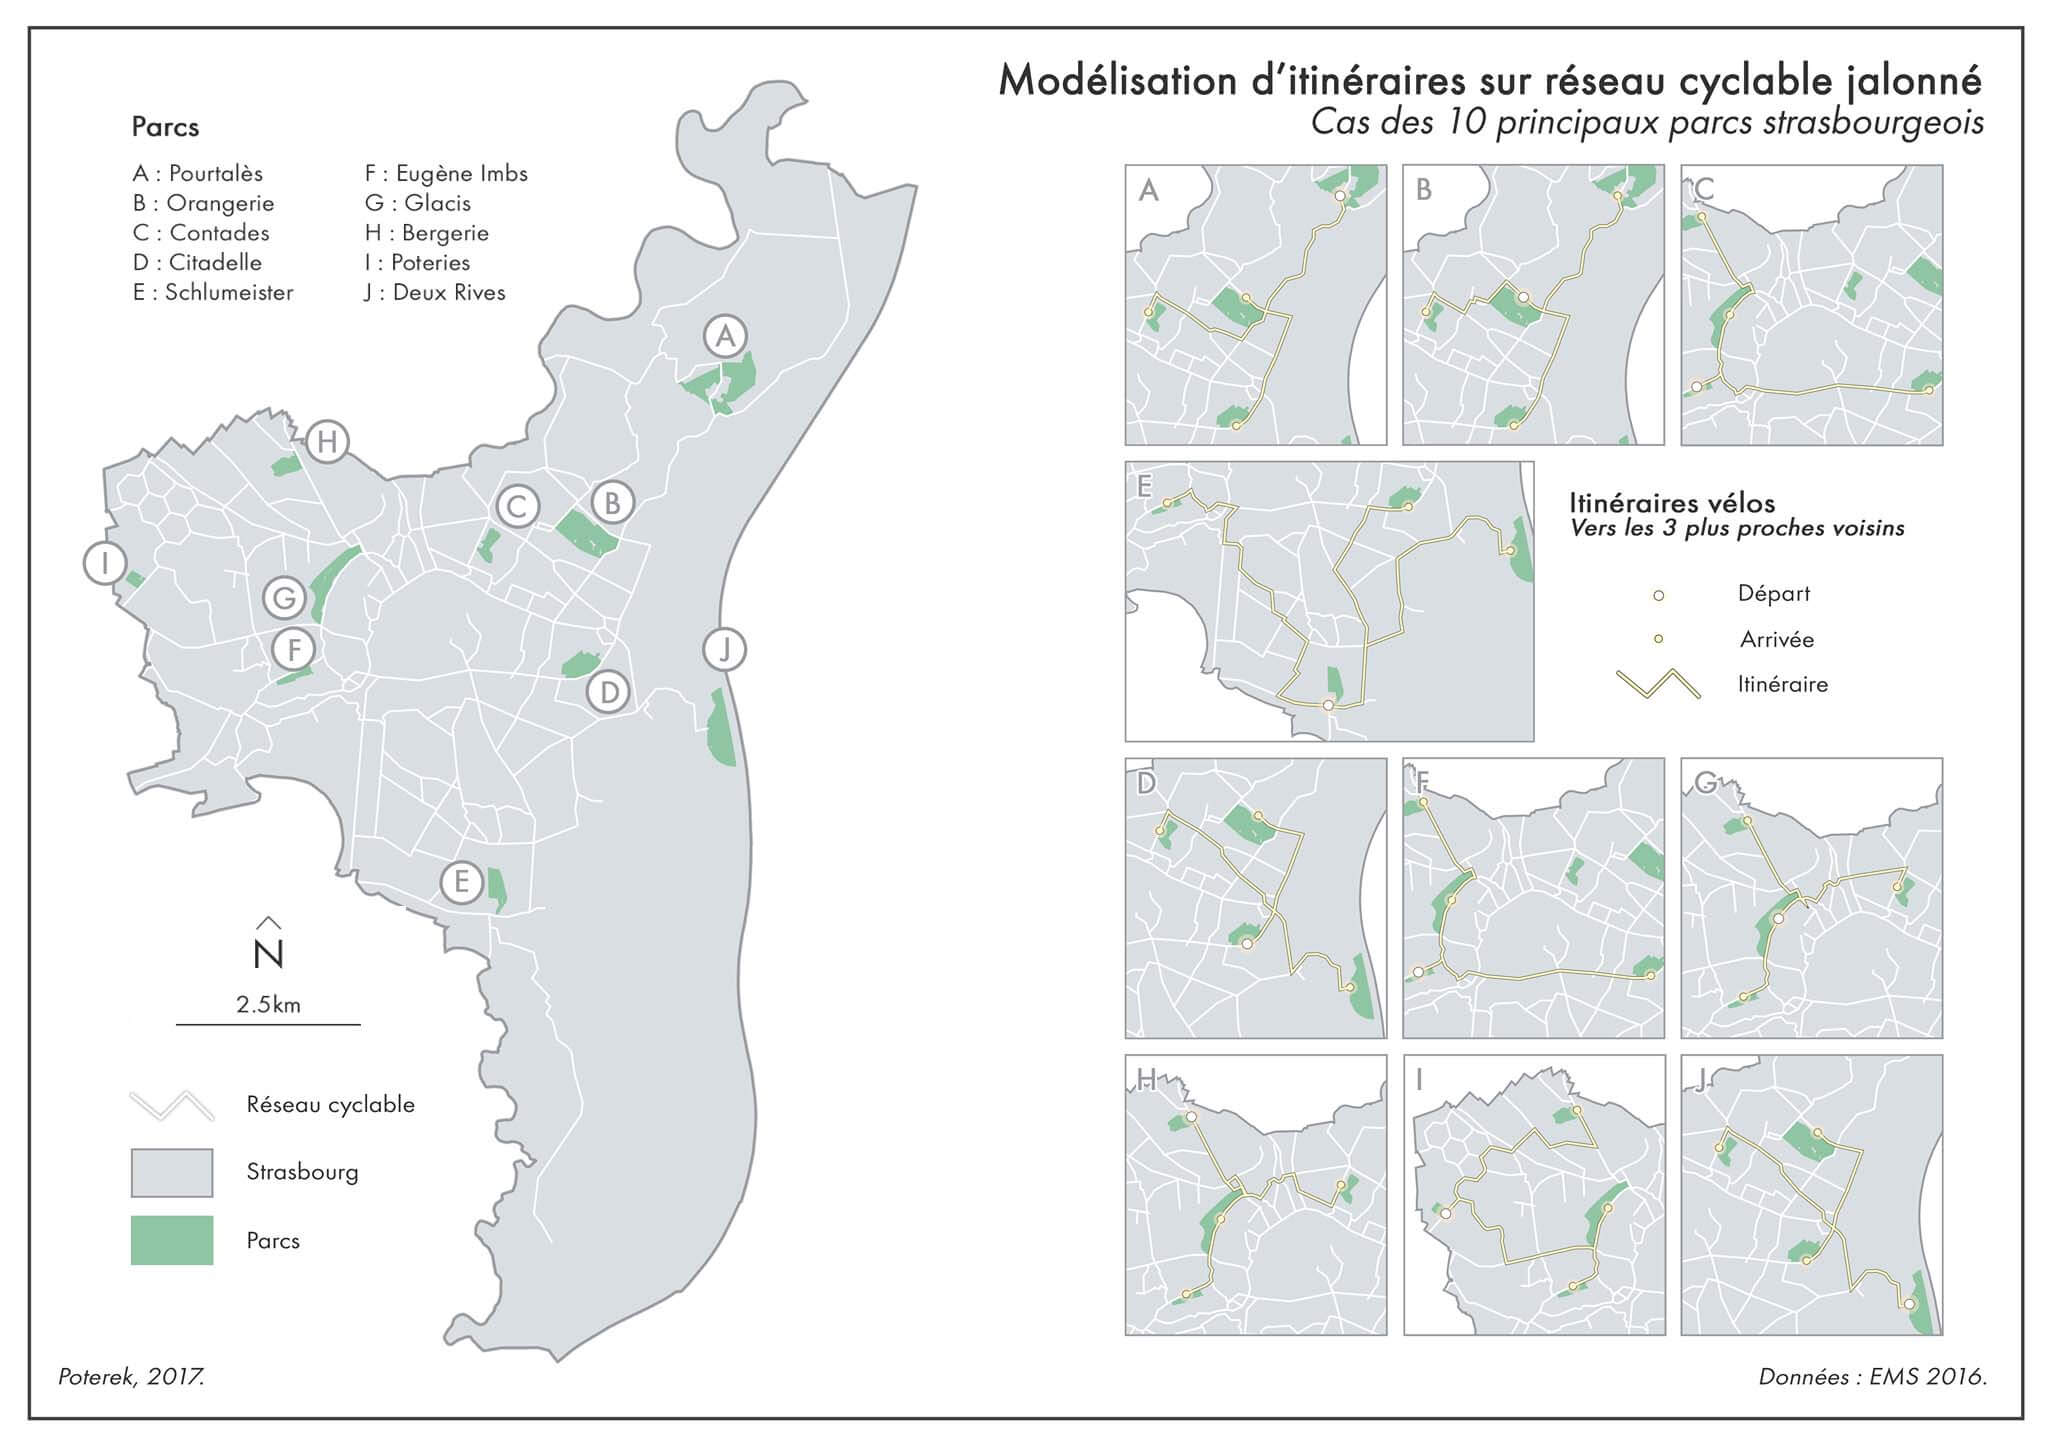 Modélisation d'itinéraires sur réseau cyclable jalonné
Cas des 10 principaux parcs strasbourgeois
Parcs
A : Pourtalès
B : Orangerie
C : Contades
D : Citadelle
E : Schlumeister
F : Eugène Imbs
G : Glacis
H : Bergerie
I : Poteries
J : Deux Rives
A
H
C
B
I
G
F
J
D
E
N
2.5km
Réseau cyclable
Strasbourg
Parcs
Poterek, 2017.
A
B
C
E
Itinéraires vélos
Vers les 3 plus proches voisins
Départ
Arrivée
Itinéraire
D
F
G
H
I
J
Données : EMS 2016.